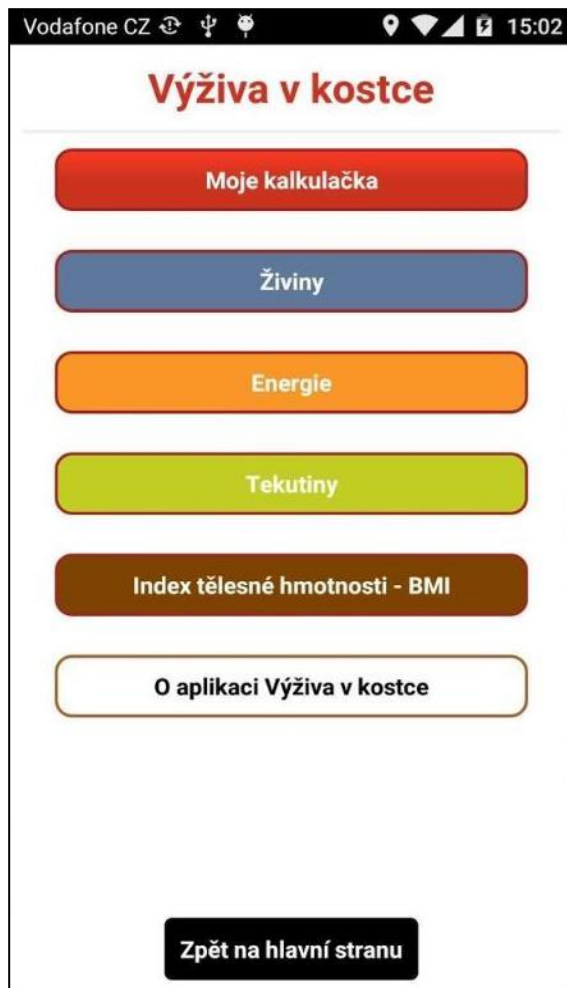 Vodafone CZ 15:02
Výživa v kostce
Moje kalkulačka
Živiny
Energie
Tekutiny
Index tělesné hmotnosti - BMI
O aplikaci Výživa v kostce
Zpět na hlavní stranu